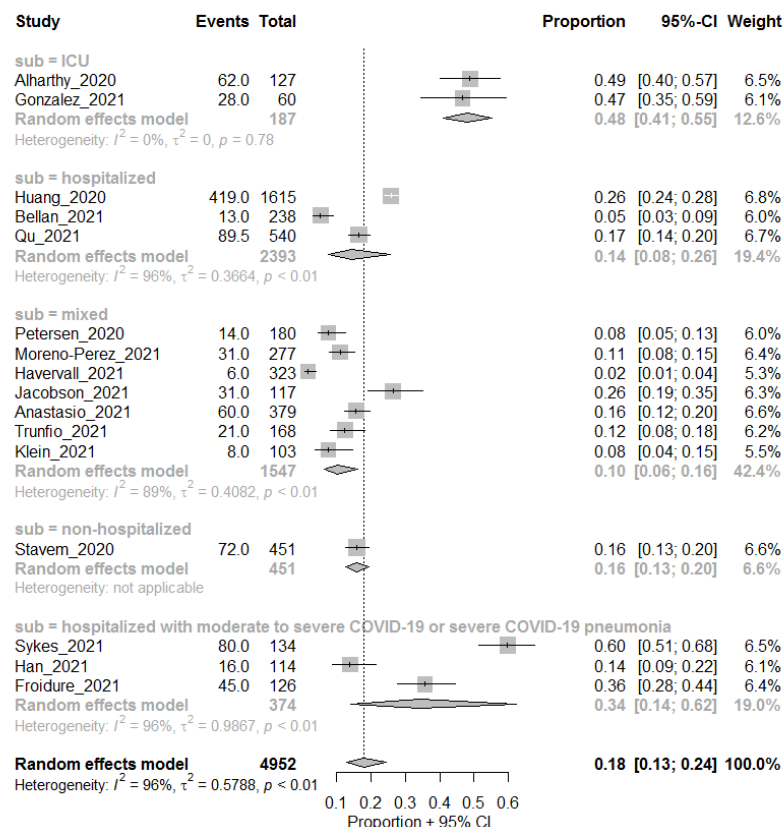 Study Events Total Proportion 95%-CI Weight
sub = ICU
Alharthy_2020 62.0 127 0.49 [0.40; 0.57] 6.5%
Gonzalez_2021 28.0 60 0.47 [0.35; 0.59] 6.1%
Random effects model 187 0.48 [0.41; 0.55] 12.6%
Heterogeneity: I² = 0%, τ² = 0, p = 0.78
sub = hospitalized
Huang_2020 419.0 1615 0.26 [0.24; 0.28] 6.8%
Bellan_2021 13.0 238 0.05 [0.03; 0.09] 6.0%
Qu_2021 89.5 540 0.17 [0.14; 0.20] 6.7%
Random effects model 2393 0.14 [0.08; 0.26] 19.4%
Heterogeneity: I² = 96%, τ² = 0.3664, p < 0.01
sub = mixed
Petersen_2020 14.0 180 0.08 [0.05; 0.13] 6.0%
Moreno-Perez_2021 31.0 277 0.11 [0.08; 0.15] 6.4%
Havervall_2021 6.0 323 0.02 [0.01; 0.04] 5.3%
Jacobson_2021 31.0 117 0.26 [0.19; 0.35] 6.3%
Anastasio_2021 60.0 379 0.16 [0.12; 0.20] 6.6%
Trunfio_2021 21.0 168 0.12 [0.08; 0.18] 6.2%
Klein_2021 8.0 103 0.08 [0.04; 0.15] 5.5%
Random effects model 1547 0.10 [0.06; 0.16] 42.4%
Heterogeneity: I² = 89%, τ² = 0.4082, p < 0.01
sub = non-hospitalized
Stavem_2020 72.0 451 0.16 [0.13; 0.20] 6.6%
Random effects model 451 0.16 [0.13; 0.20] 6.6%
Heterogeneity: not applicable
sub = hospitalized with moderate to severe COVID-19 or severe COVID-19 pneumonia
Sykes_2021 80.0 134 0.60 [0.51; 0.68] 6.5%
Han_2021 16.0 114 0.14 [0.09; 0.22] 6.1%
Froidure_2021 45.0 126 0.36 [0.28; 0.44] 6.4%
Random effects model 374 0.34 [0.14; 0.62] 19.0%
Heterogeneity: I² = 96%, τ² = 0.9867, p < 0.01
Random effects model 4952 0.18 [0.13; 0.24] 100.0%
Heterogeneity: I² = 96%, τ² = 0.5788, p < 0.01
0.1 0.2 0.3 0.4 0.5 0.6
Proportion + 95% CI